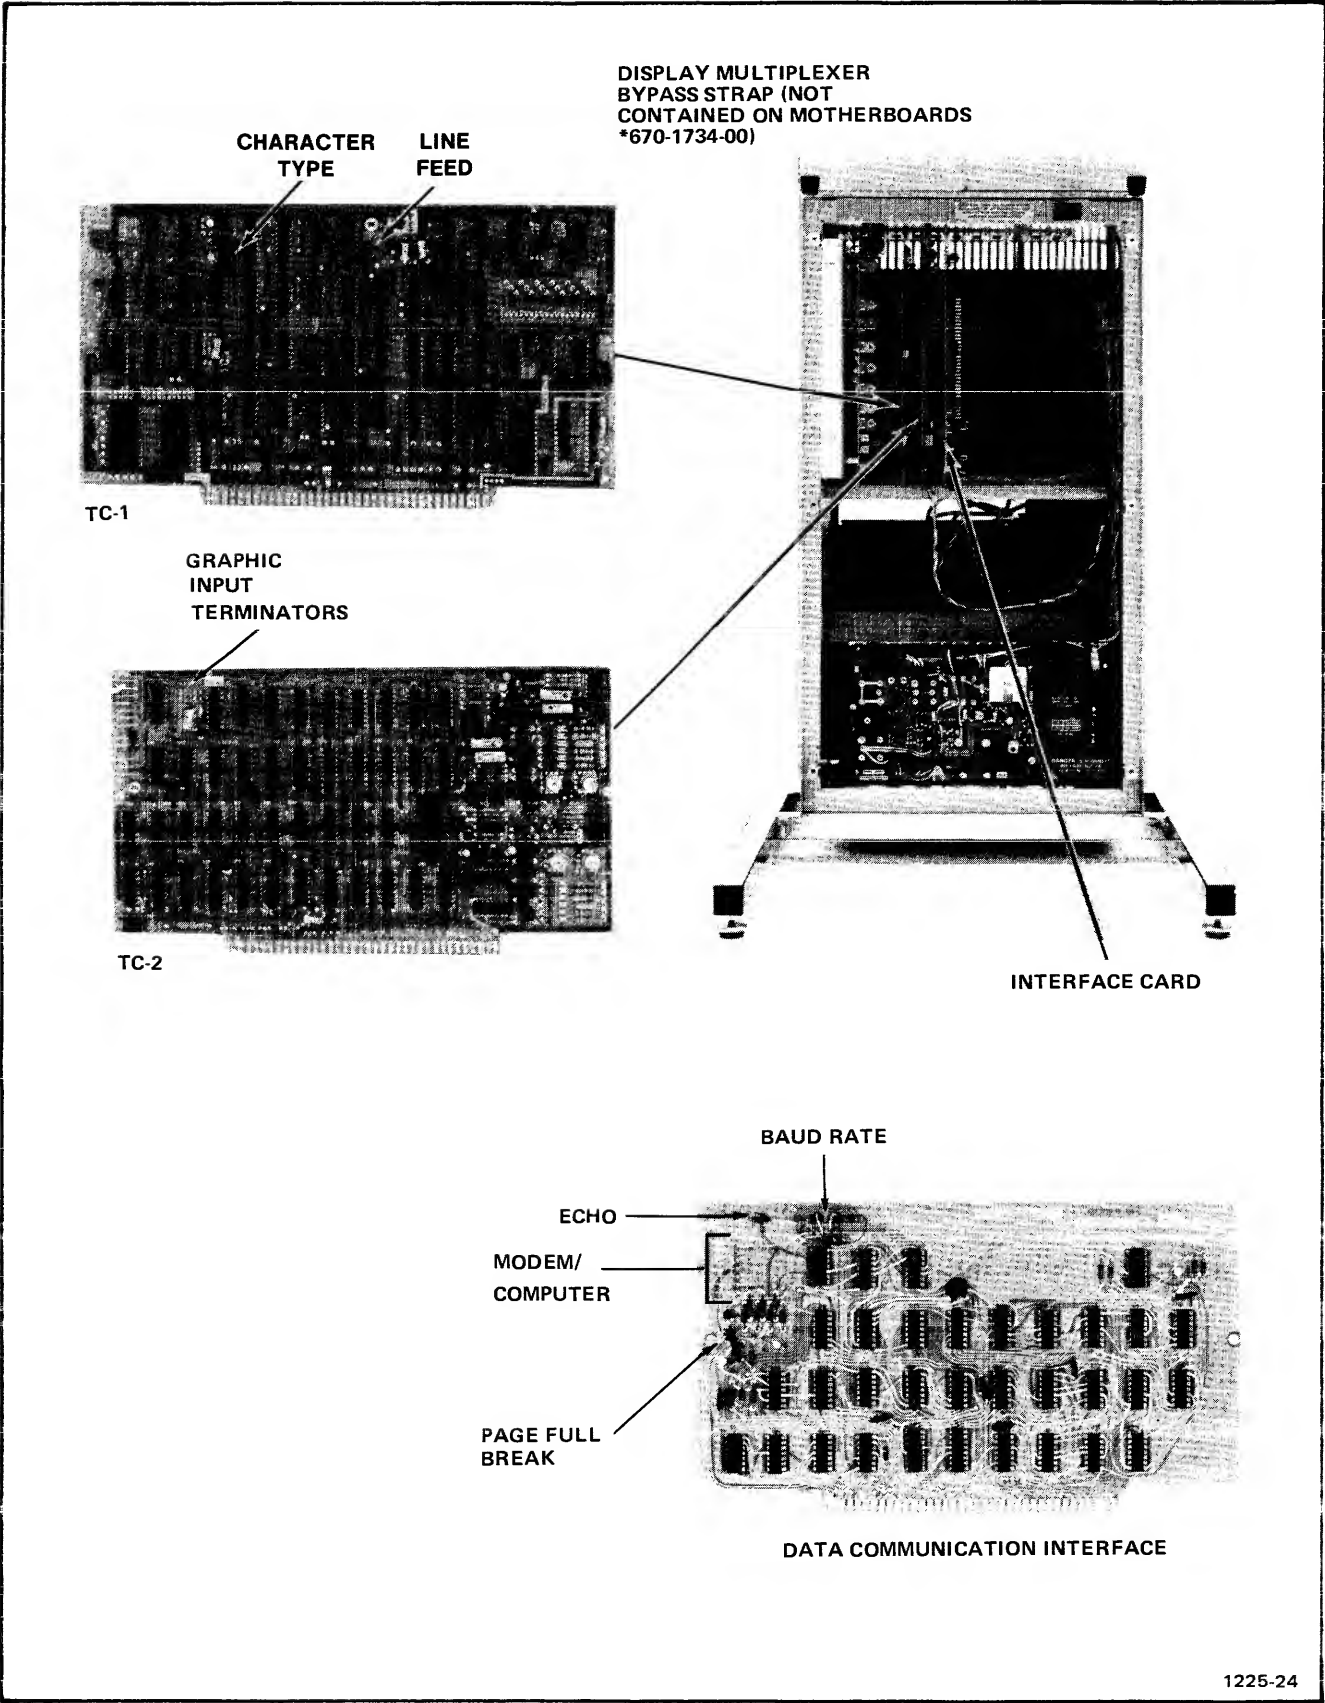 DISPLAY MULTIPLEXER
BYPASS STRAP (NOT
CONTAINED ON MOTHERBOARDS
*670-1734-00)
CHARACTER
TYPE
LINE
FEED
TC-1
GRAPHIC
INPUT
TERMINATORS
TC-2
INTERFACE CARD
BAUD RATE
ECHO
MODEM/
COMPUTER
PAGE FULL
BREAK
DATA COMMUNICATION INTERFACE
1225-24